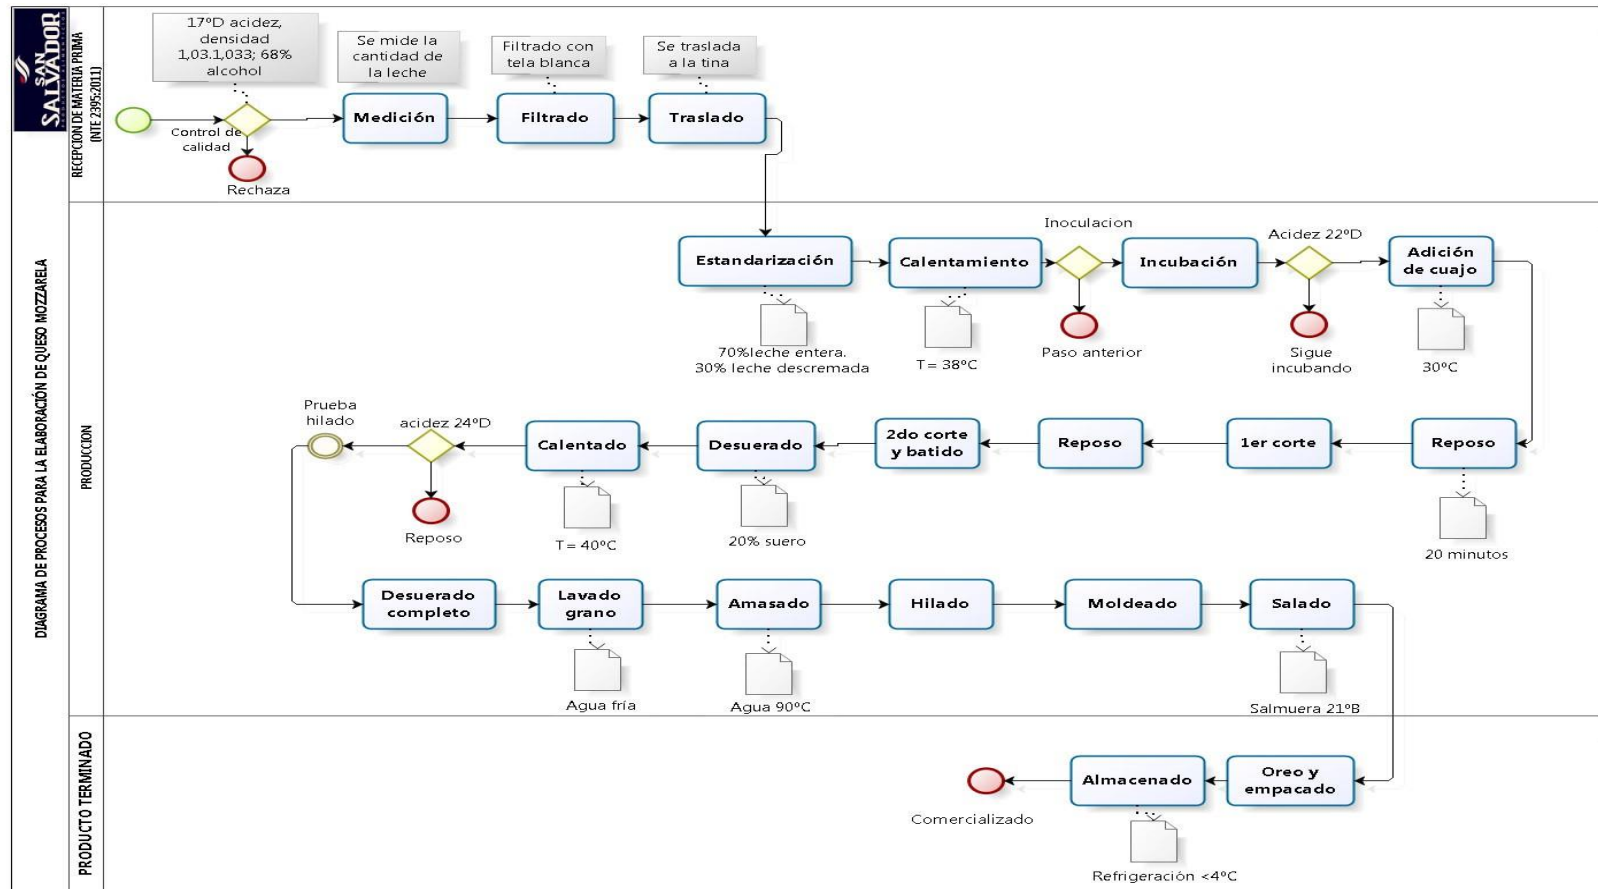 SAN
SALVADOR
DIAGRAMA DE PROCESOS PARA LA ELABORACIÓN DE QUESO MOZZARELA
RECEPCION DE MATERIA PRIMA
(NTE 2395:2011)
17ºD acidez,
densidad
1,03.1,033; 68%
alcohol
Se mide la
cantidad de
la leche
Filtrado con
tela blanca
Se traslada
a la tina
Control de
calidad
Medición
Filtrado
Traslado
Rechaza
PRODUCCION
Inoculacion
Acidez 22ºD
Estandarización
Calentamiento
Incubación
Adición
de cuajo
70%leche entera.
30% leche descremada
T= 38ºC
Paso anterior
Sigue
incubando
30ºC
Prueba
hilado
acidez 24ºD
Calentado
Desuerado
2do corte
y batido
Reposo
1er corte
Reposo
Reposo
T= 40ºC
20% suero
20 minutos
Desuerado
completo
Lavado
grano
Amasado
Hilado
Moldeado
Salado
Agua fría
Agua 90ºC
Salmuera 21ºB
PRODUCTO TERMINADO
Comercializado
Almacenado
Oreo y
empacado
Refrigeración <4ºC